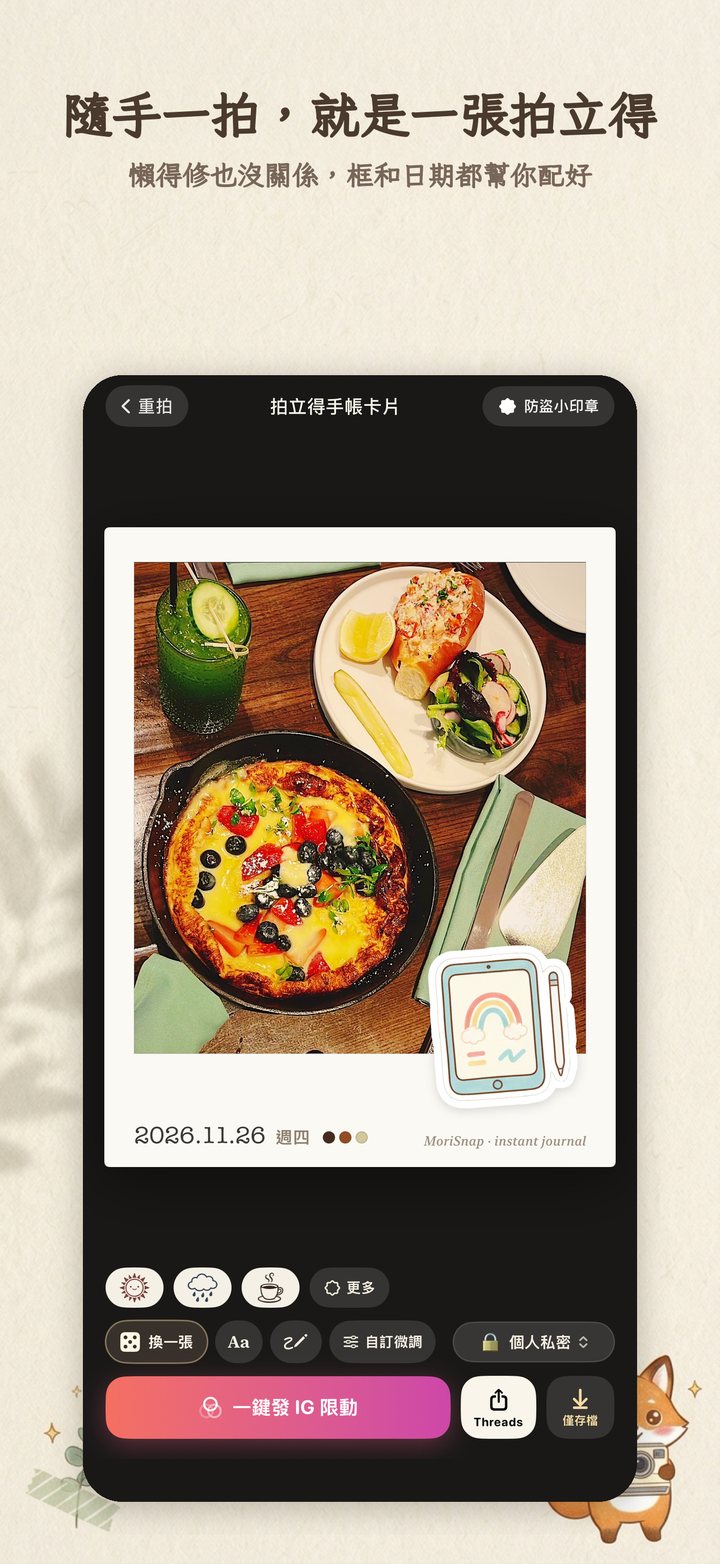 隨手一拍，就是一張拍立得
懶得修也沒關係，框和日期都幫你配好
重拍
拍立得手帳卡片
防盜小印章
2026.11.26 週四
MoriSnap · instant journal
更多
換一張
Aa
自訂微調
個人私密
一鍵發 IG 限動
Threads
僅存檔